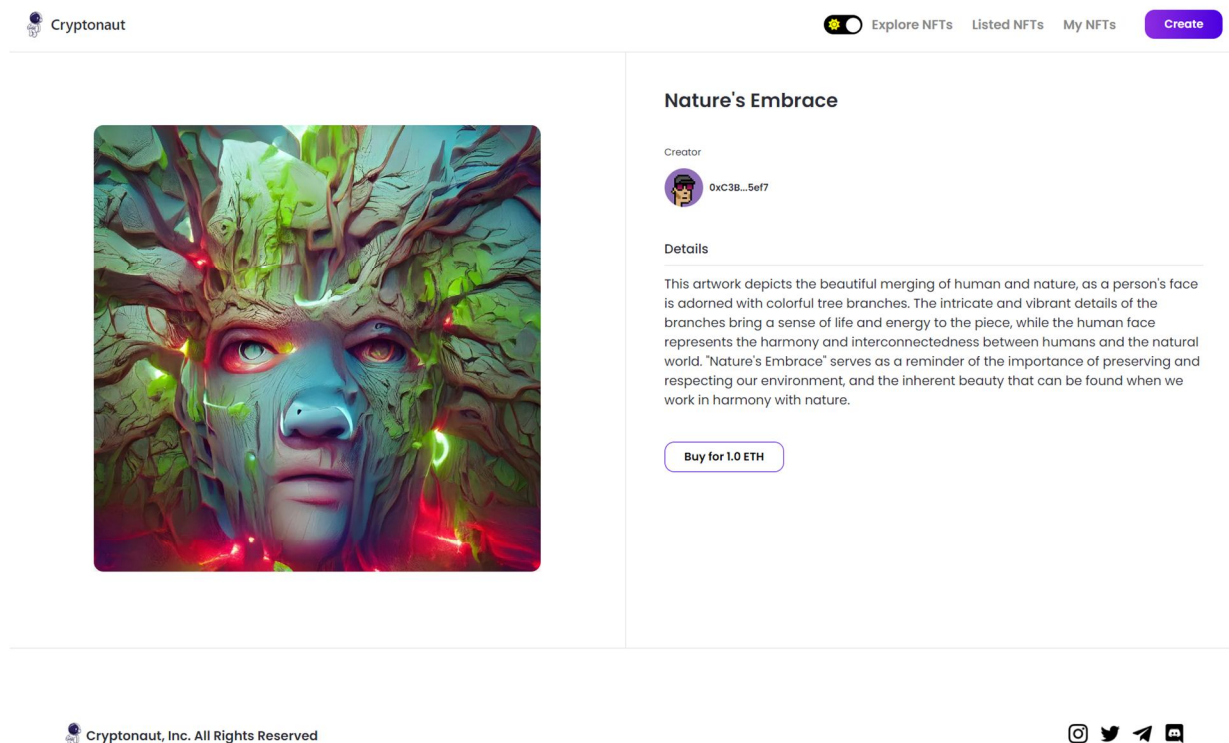 Cryptonaut
Explore NFTs
Listed NFTs
My NFTs
Create
Nature's Embrace
Creator
0xC3B...5ef7
Details
This artwork depicts the beautiful merging of human and nature, as a person's face
is adorned with colorful tree branches. The intricate and vibrant details of the
branches bring a sense of life and energy to the piece, while the human face
represents the harmony and interconnectedness between humans and the natural
world. "Nature's Embrace" serves as a reminder of the importance of preserving and
respecting our environment, and the inherent beauty that can be found when we
work in harmony with nature.
Buy for 1.0 ETH
Cryptonaut, Inc. All Rights Reserved